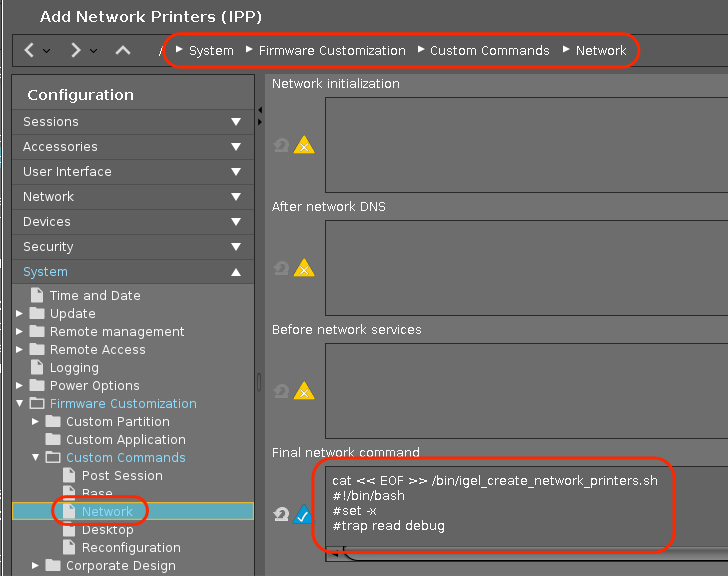 Add Network Printers (IPP)
/ System Firmware Customization Custom Commands Network
Configuration
Sessions
Accessories
User Interface
Network
Devices
Security
System
Time and Date
Update
Remote management
Remote Access
Logging
Power Options
Firmware Customization
Custom Partition
Custom Application
Custom Commands
Post Session
Base
Network
Desktop
Reconfiguration
Corporate Design
Network initialization
After network DNS
Before network services
Final network command
cat << EOF >> /bin/igel_create_network_printers.sh
#!/bin/bash
#set -x
#trap read debug